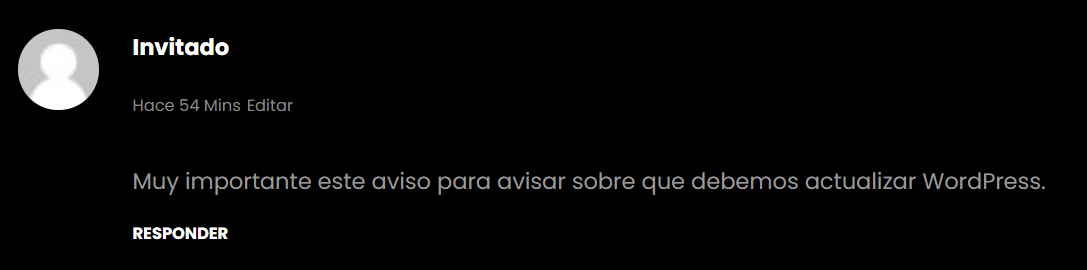 Invitado
Hace 54 Mins Editar
Muy importante este aviso para avisar sobre que debemos actualizar WordPress.
RESPONDER